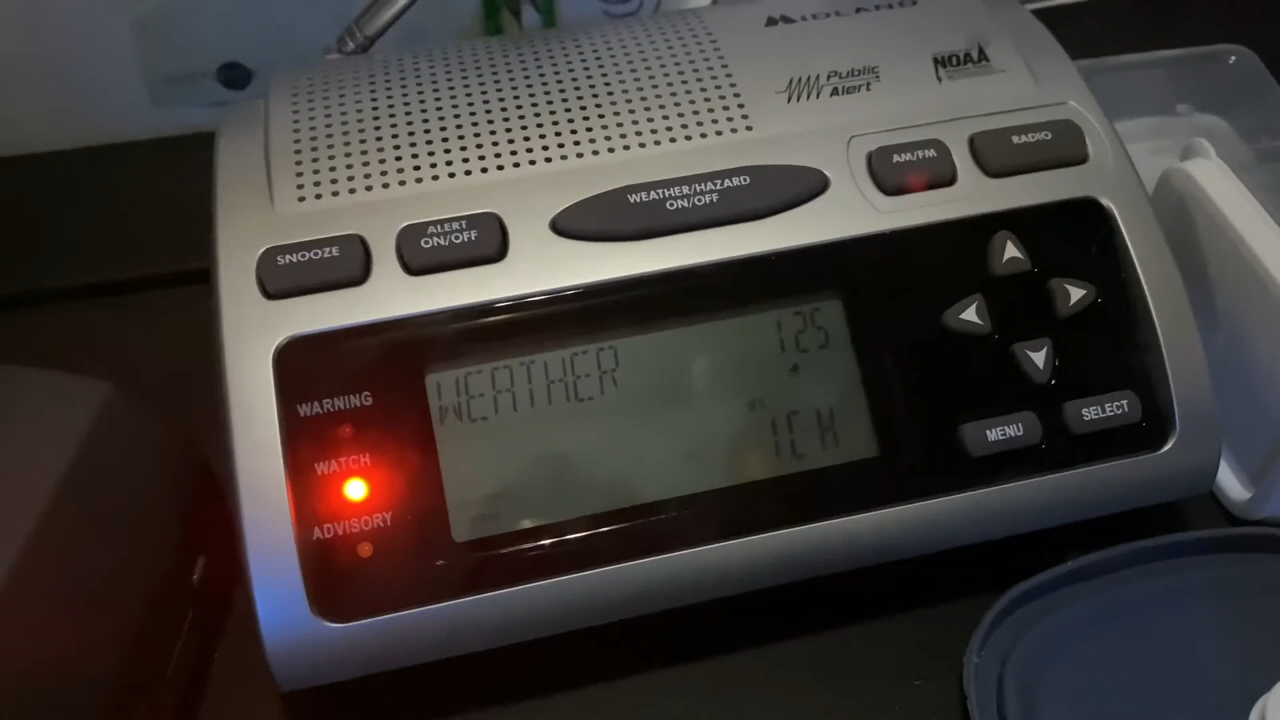 MIDLAND
Public
Alert
NOAA
AM/FM
RADIO
WEATHER/HAZARD
ON/OFF
ALERT
ON/OFF
SNOOZE
WARNING
WATCH
ADVISORY
WEATHER
125
1CH
MENU
SELECT